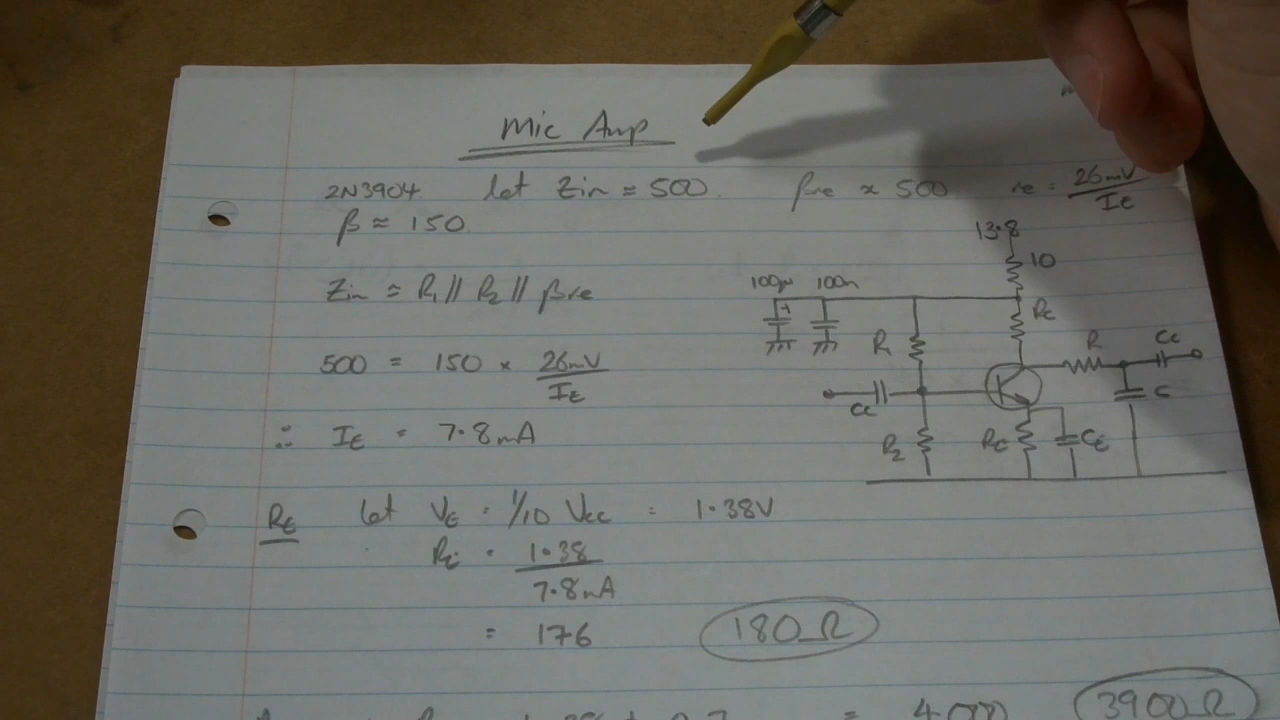 Mic Amp
2N3904 let Zin ≈ 500 βre ≈ 500 re = 26mV / IE
β ≈ 150
Zin ≈ R1 // R2 // βre
500 = 150 × 26mV / IE
∴ IE = 7.8mA
RE let VE = 1/10 Vcc = 1.38V
RE = 1.38 / 7.8mA
= 176 180Ω
3900Ω
13.8
10
100µ 100n
RC
R1
R
CC
CC
C
R2
RE
CE